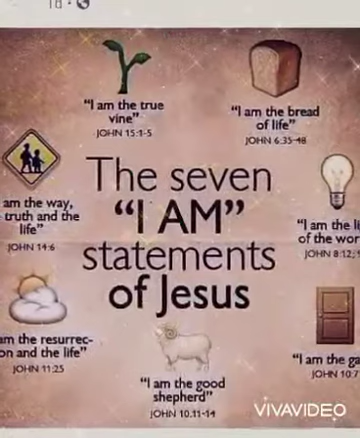 "I am the true
vine"
JOHN 15:1-5
"I am the bread
of life"
JOHN 6:35-48
am the way,
truth and the
life"
JOHN 14:6
The seven
"I AM"
statements
of Jesus
"I am the
of the
JOHN 8:12;
am the resurrec-
on and the life"
JOHN 11:25
"I am the good
shepherd"
JOHN 10.11-14
"I am the
JOHN 10:7
VIVAVIDEO